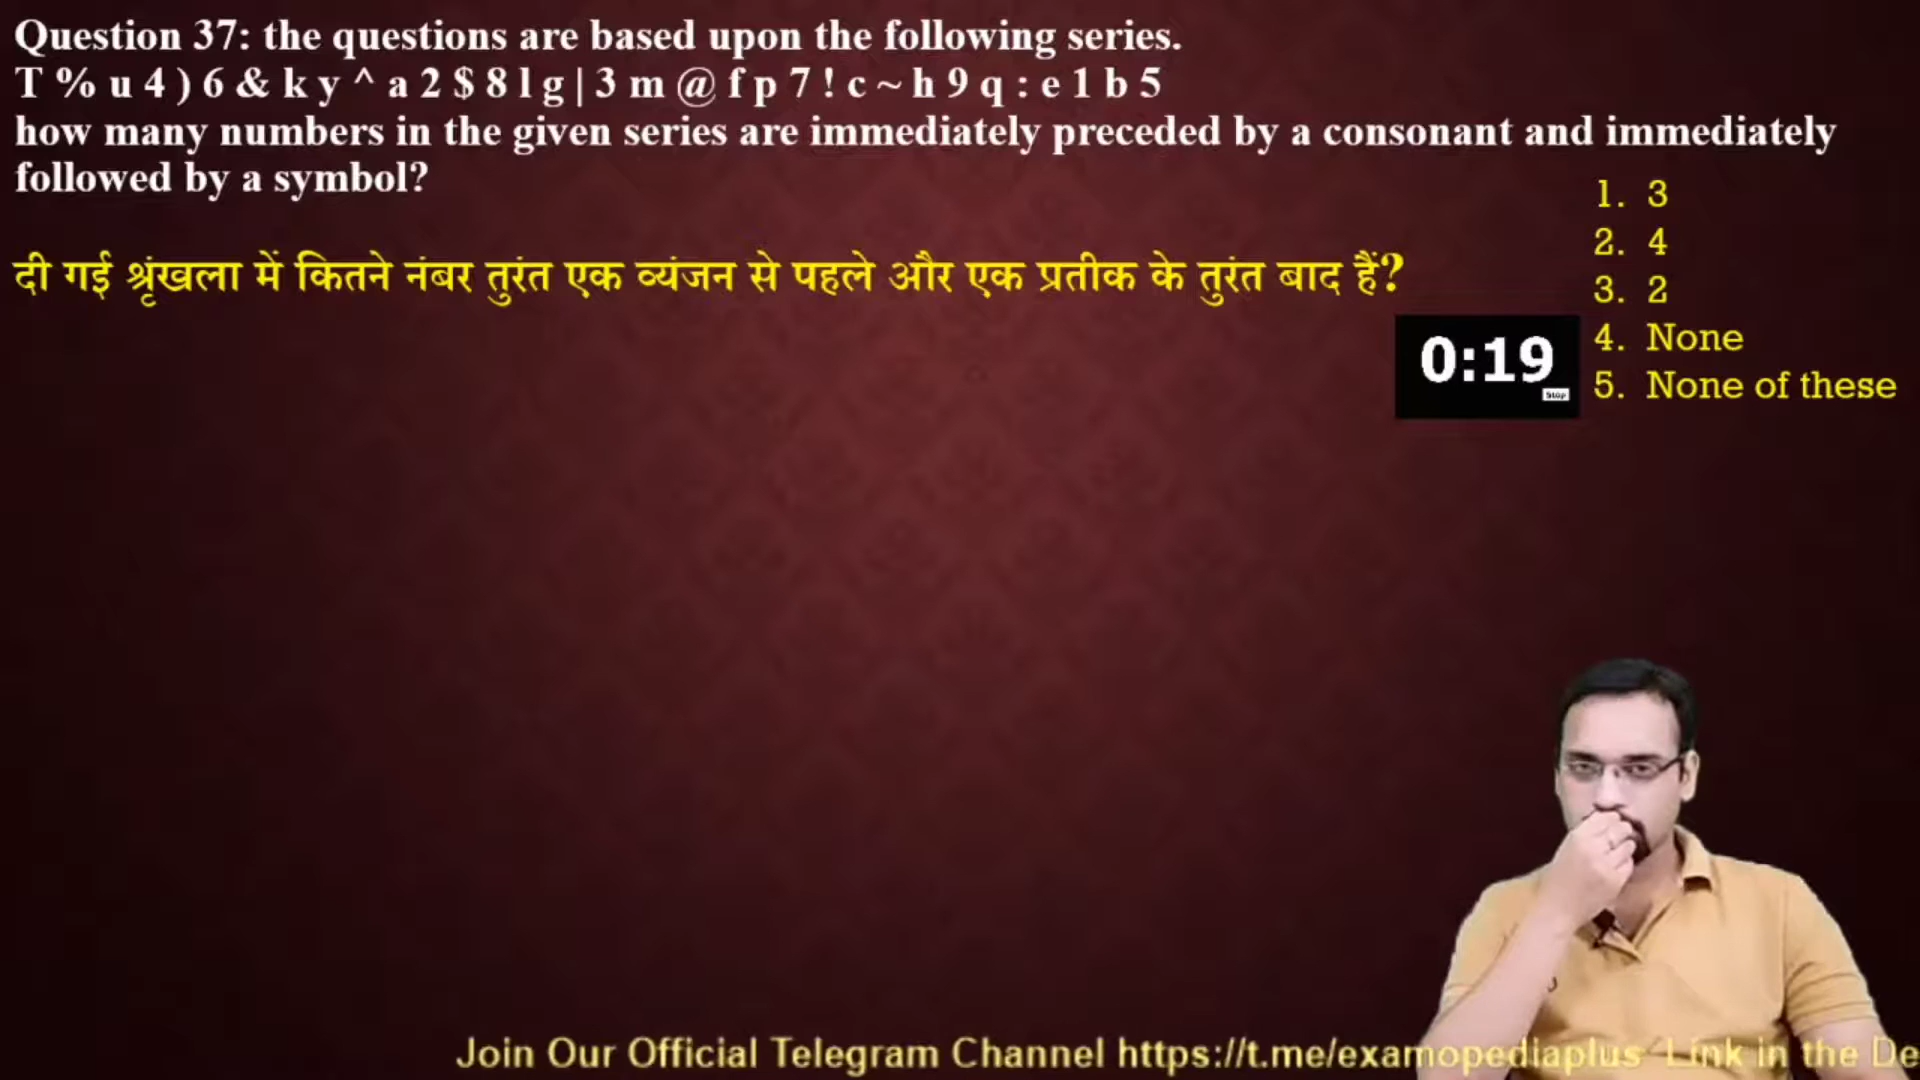 Question 37: the questions are based upon the following series.
T % u 4 ) 6 & k y ^ a 2 $ 8 l g | 3 m @ f p 7 ! c ~ h 9 q : e 1 b 5
how many numbers in the given series are immediately preceded by a consonant and immediately
followed by a symbol?
1. 3
2. 4
दी गई श्रृंखला में कितने नंबर तुरंत एक व्यंजन से पहले और एक प्रतीक के तुरंत बाद हैं?
3. 2
4. None
0:19
Stop
5. None of these
Join Our Official Telegram Channel https://t.me/examopediaplus Link in the De